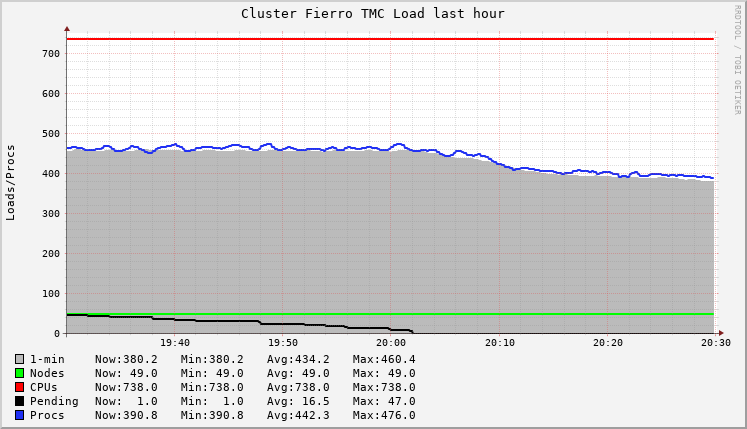 Cluster Fierro TMC Load last hour
RRDTOOL / TOBI OETIKER
Loads/Procs
700
600
500
400
300
200
100
0
19:40 19:50 20:00 20:10 20:20 20:30
1-min Now:380.2 Min:380.2 Avg:434.2 Max:460.4
Nodes Now: 49.0 Min: 49.0 Avg: 49.0 Max: 49.0
CPUs Now:738.0 Min:738.0 Avg:738.0 Max:738.0
Pending Now: 1.0 Min: 1.0 Avg: 16.5 Max: 47.0
Procs Now:390.8 Min:390.8 Avg:442.3 Max:476.0